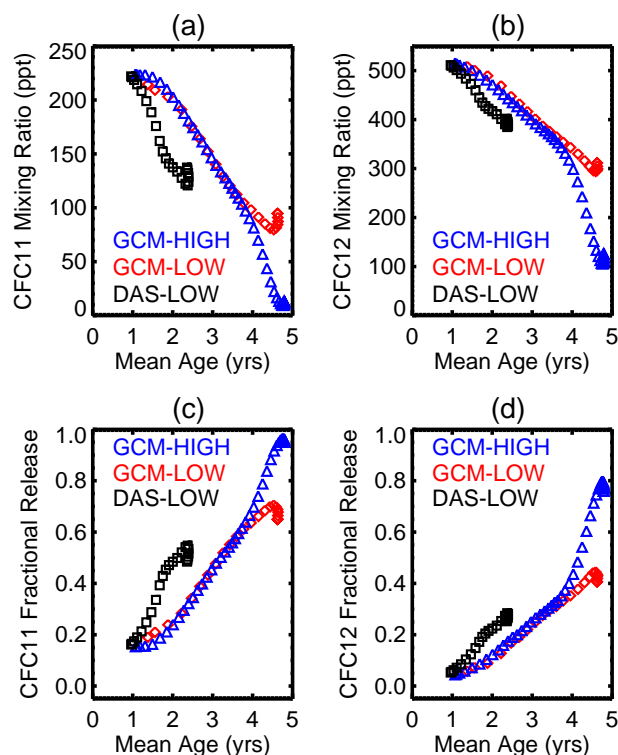 (a)
CFC11 Mixing Ratio (ppt)
250
200
150
100
50
0
GCM-HIGH
GCM-LOW
DAS-LOW
0 1 2 3 4 5
Mean Age (yrs)
(b)
CFC12 Mixing Ratio (ppt)
500
400
300
200
100
GCM-HIGH
GCM-LOW
DAS-LOW
0 1 2 3 4 5
Mean Age (yrs)
(c)
CFC11 Fractional Release
1.0
0.8
0.6
0.4
0.2
0.0
GCM-HIGH
GCM-LOW
DAS-LOW
0 1 2 3 4 5
Mean Age (yrs)
(d)
CFC12 Fractional Release
1.0
0.8
0.6
0.4
0.2
0.0
GCM-HIGH
GCM-LOW
DAS-LOW
0 1 2 3 4 5
Mean Age (yrs)